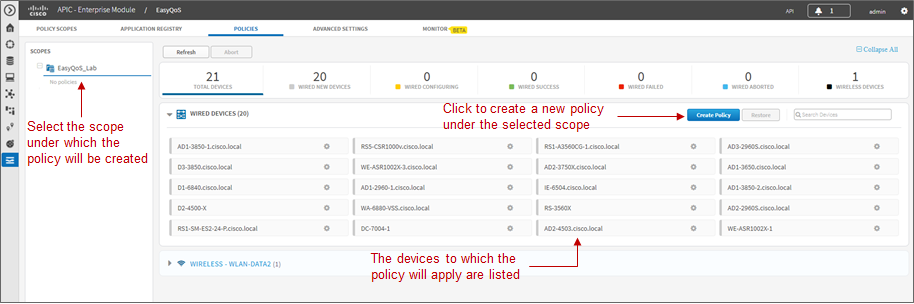 CISCO APIC - Enterprise Module / EasyQoS API 1 admin
POLICY SCOPES APPLICATION REGISTRY POLICIES ADVANCED SETTINGS MONITOR BETA
SCOPES
EasyQoS_Lab
No policies
Select the scope
under which the
policy will be created
Refresh Abort Collapse All
21 20 0 0 0 0 1
TOTAL DEVICES WIRED NEW DEVICES WIRED CONFIGURING WIRED SUCCESS WIRED FAILED WIRED ABORTED WIRELESS DEVICES
Click to create a new policy
under the selected scope
WIRED DEVICES (20) Create Policy Restore Search Devices
AD1-3850-1.cisco.local RS5-CSR1000v.cisco.local RS1-A3560CG-1.cisco.local AD3-2960S.cisco.local
D3-3850.cisco.local WE-ASR1002X-3.cisco.local AD2-3750X.cisco.local AD1-3650.cisco.local
D1-6840.cisco.local AD1-2960-1.cisco.local IE-6504.cisco.local AD1-3850-2.cisco.local
D2-4500-X WA-6880-VSS.cisco.local RS-3560X AD2-2960S.cisco.local
RS1-SM-ES2-24-P.cisco.local DC-7004-1 AD2-4503.cisco.local WE-ASR1002X-1
The devices to which the
policy will apply are listed
WIRELESS - WLAN-DATA2 (1)